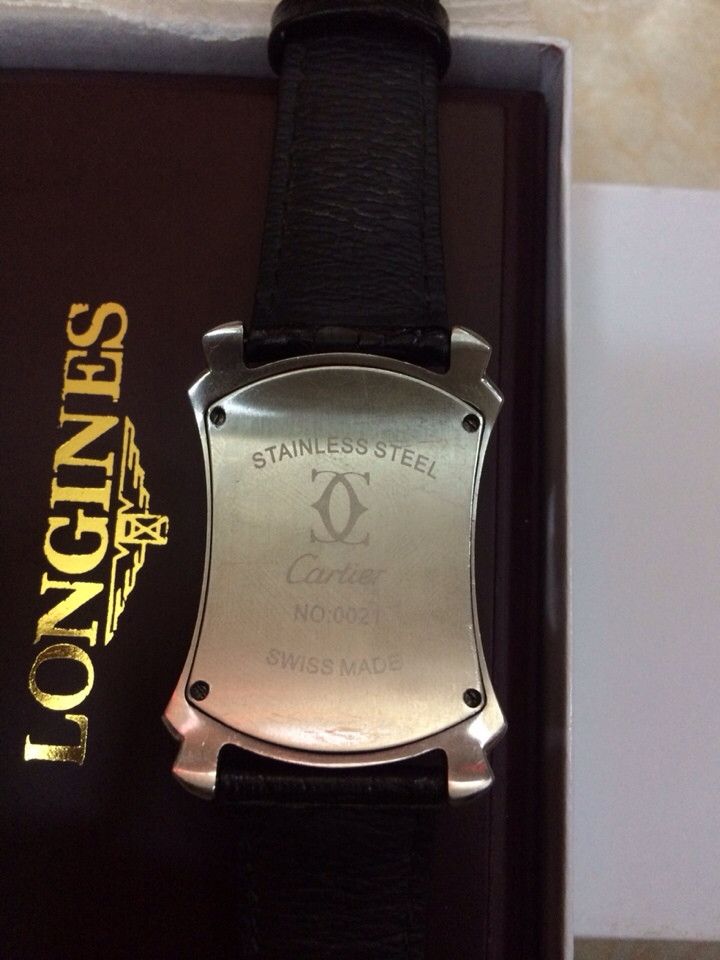 LONGINES
STAINLESS STEEL
Cartier
NO:0021
SWISS MADE